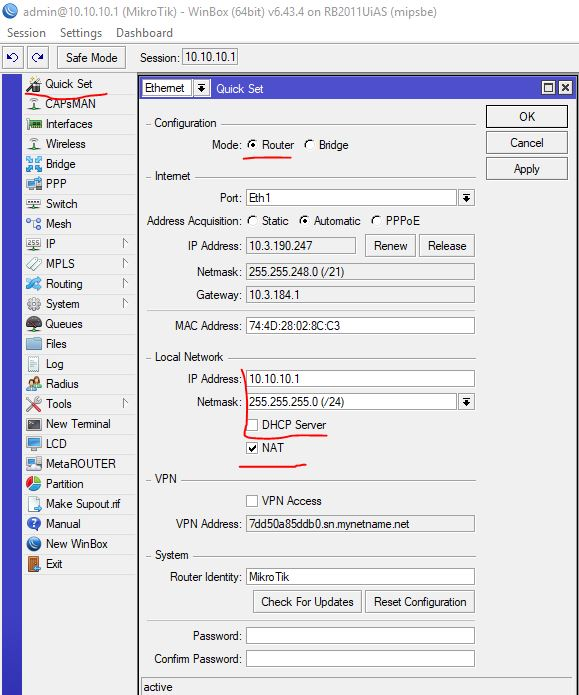 admin@10.10.10.1 (MikroTik) - WinBox (64bit) v6.43.4 on RB2011UiAS (mipsbe)
Session Settings Dashboard
Safe Mode Session: 10.10.10.1
Quick Set
CAPsMAN
Interfaces
Wireless
Bridge
PPP
Switch
Mesh
IP
MPLS
Routing
System
Queues
Files
Log
Radius
Tools
New Terminal
LCD
MetaROUTER
Partition
Make Supout.rif
Manual
New WinBox
Exit
Ethernet Quick Set
Configuration
Mode: Router Bridge
Internet
Port: Eth1
Address Acquisition: Static Automatic PPPoE
IP Address: 10.3.190.247 Renew Release
Netmask: 255.255.248.0 (/21)
Gateway: 10.3.184.1
MAC Address: 74:4D:28:02:8C:C3
Local Network
IP Address: 10.10.10.1
Netmask: 255.255.255.0 (/24)
DHCP Server
NAT
VPN
VPN Access
VPN Address: 7dd50a85ddb0.sn.mynetname.net
System
Router Identity: MikroTik
Check For Updates Reset Configuration
Password:
Confirm Password:
active
OK
Cancel
Apply